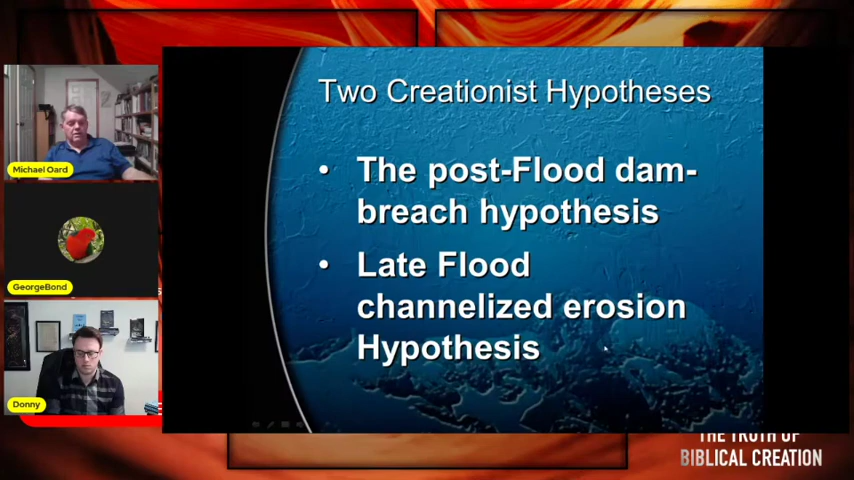 Two Creationist Hypotheses
• The post-Flood dam-
breach hypothesis
• Late Flood
channelized erosion
Hypothesis
Michael Oard
GeorgeBond
Donny
THE TRUTH OF
BIBLICAL CREATION